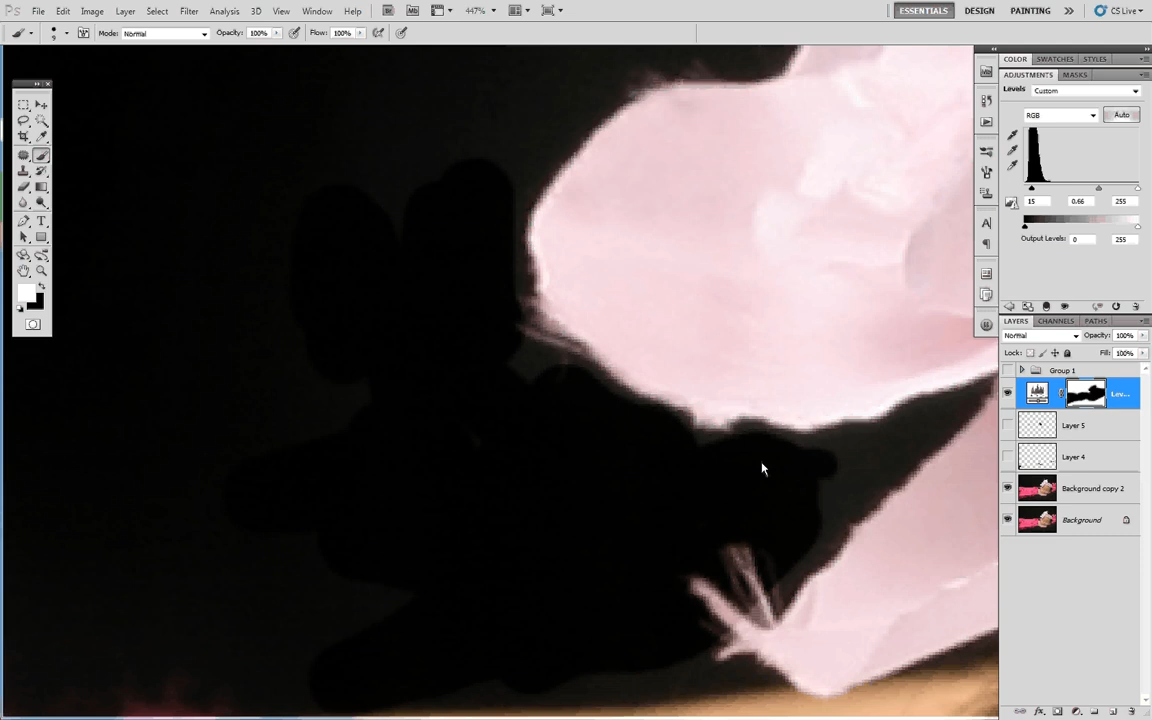 Ps File Edit Image Layer Select Filter Analysis 3D View Window Help Br Mb 447% ESSENTIALS DESIGN PAINTING CS Live
9 Mode: Normal Opacity: 100% Flow: 100%
COLOR SWATCHES STYLES
ADJUSTMENTS MASKS
Levels Custom
RGB Auto
15 0.66 255
Output Levels: 0 255
LAYERS CHANNELS PATHS
Normal Opacity: 100%
Lock: Fill: 100%
Group 1
Lev...
Layer 5
Layer 4
Background copy 2
Background